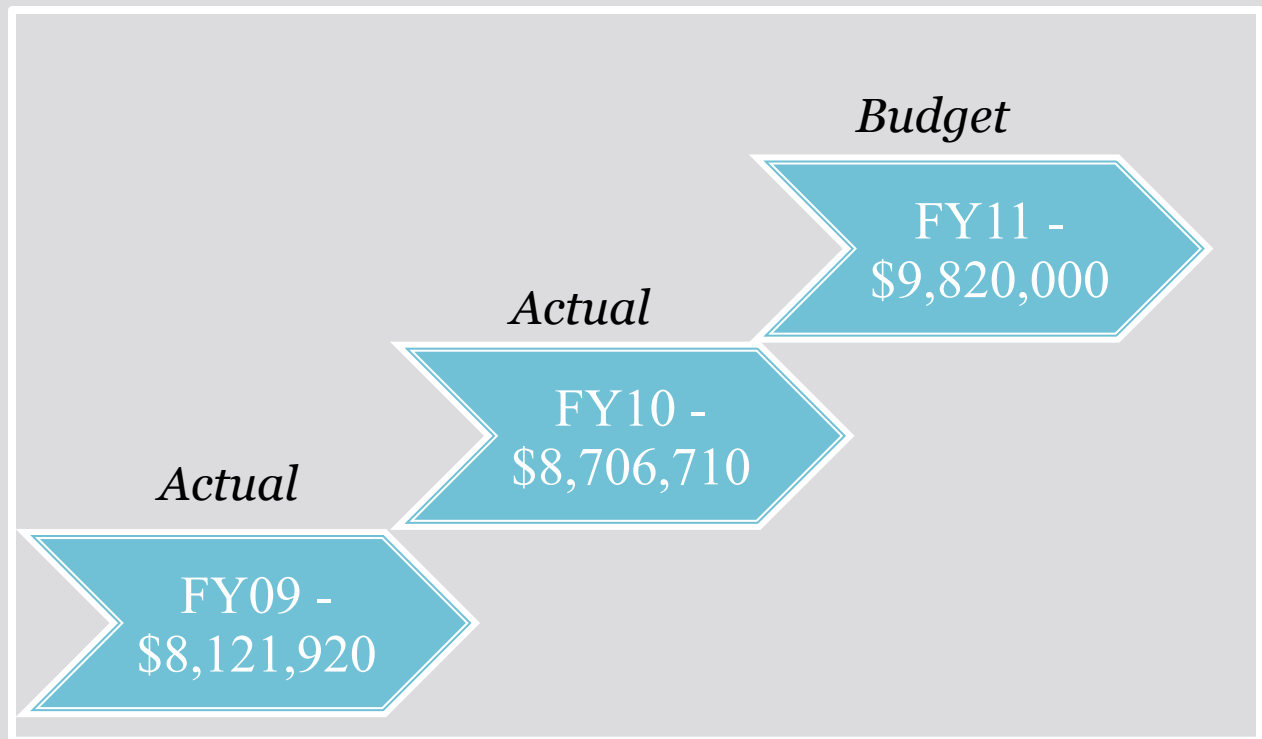 Budget
FY11 -
$9,820,000
Actual
FY10 -
$8,706,710
Actual
FY09 -
$8,121,920